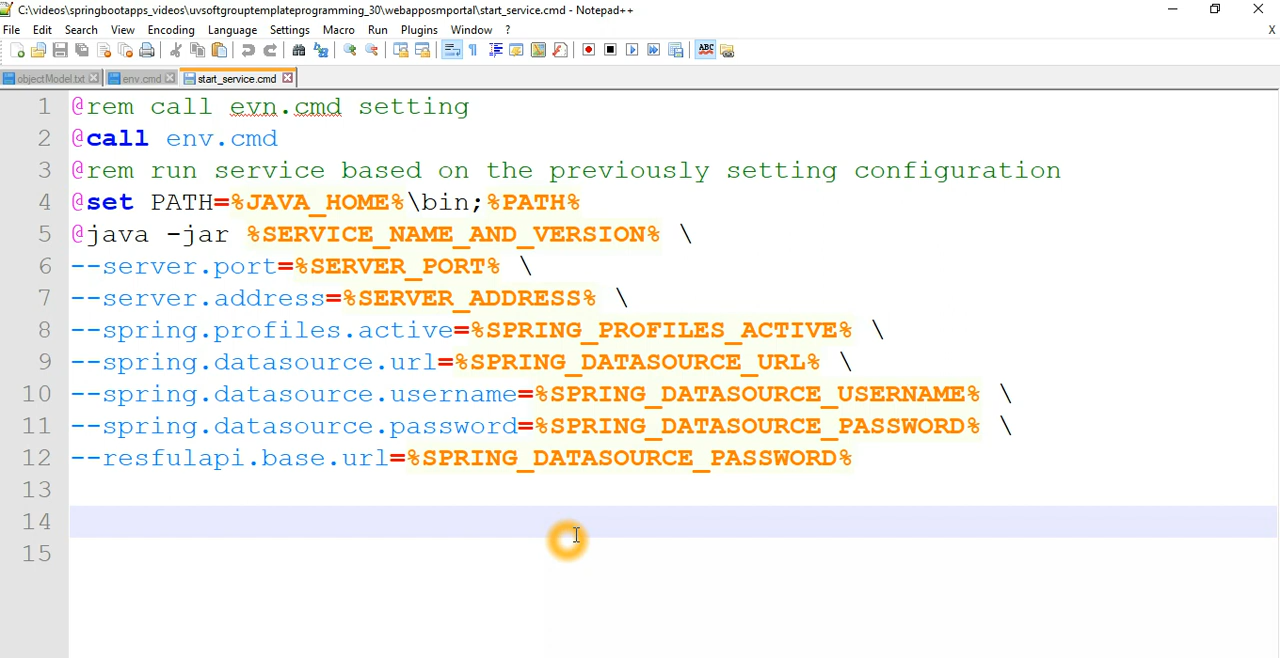 C:\videos\springbootapps_videos\uvsoftgrouptemplateprogramming_30\webapposmportal\start_service.cmd - Notepad++
File Edit Search View Encoding Language Settings Macro Run Plugins Window ? X
objectModel.txt env.cmd start_service.cmd
1 @rem call evn.cmd setting
2 @call env.cmd
3 @rem run service based on the previously setting configuration
4 @set PATH=%JAVA_HOME%\bin;%PATH%
5 @java -jar %SERVICE_NAME_AND_VERSION% \
6 --server.port=%SERVER_PORT% \
7 --server.address=%SERVER_ADDRESS% \
8 --spring.profiles.active=%SPRING_PROFILES_ACTIVE% \
9 --spring.datasource.url=%SPRING_DATASOURCE_URL% \
10 --spring.datasource.username=%SPRING_DATASOURCE_USERNAME% \
11 --spring.datasource.password=%SPRING_DATASOURCE_PASSWORD% \
12 --resfulapi.base.url=%SPRING_DATASOURCE_PASSWORD%
13
14
15